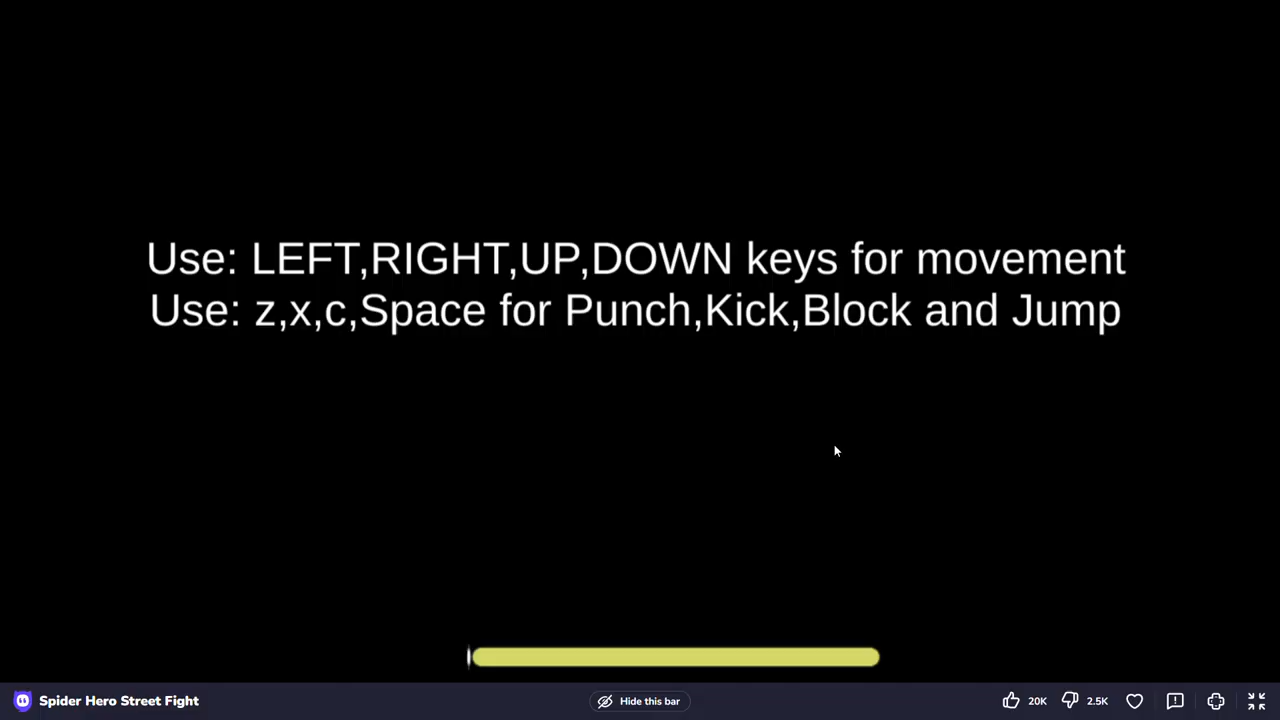 Use: LEFT,RIGHT,UP,DOWN keys for movement
Use: z,x,c,Space for Punch,Kick,Block and Jump
Spider Hero Street Fight
Hide this bar
20K
2.5K